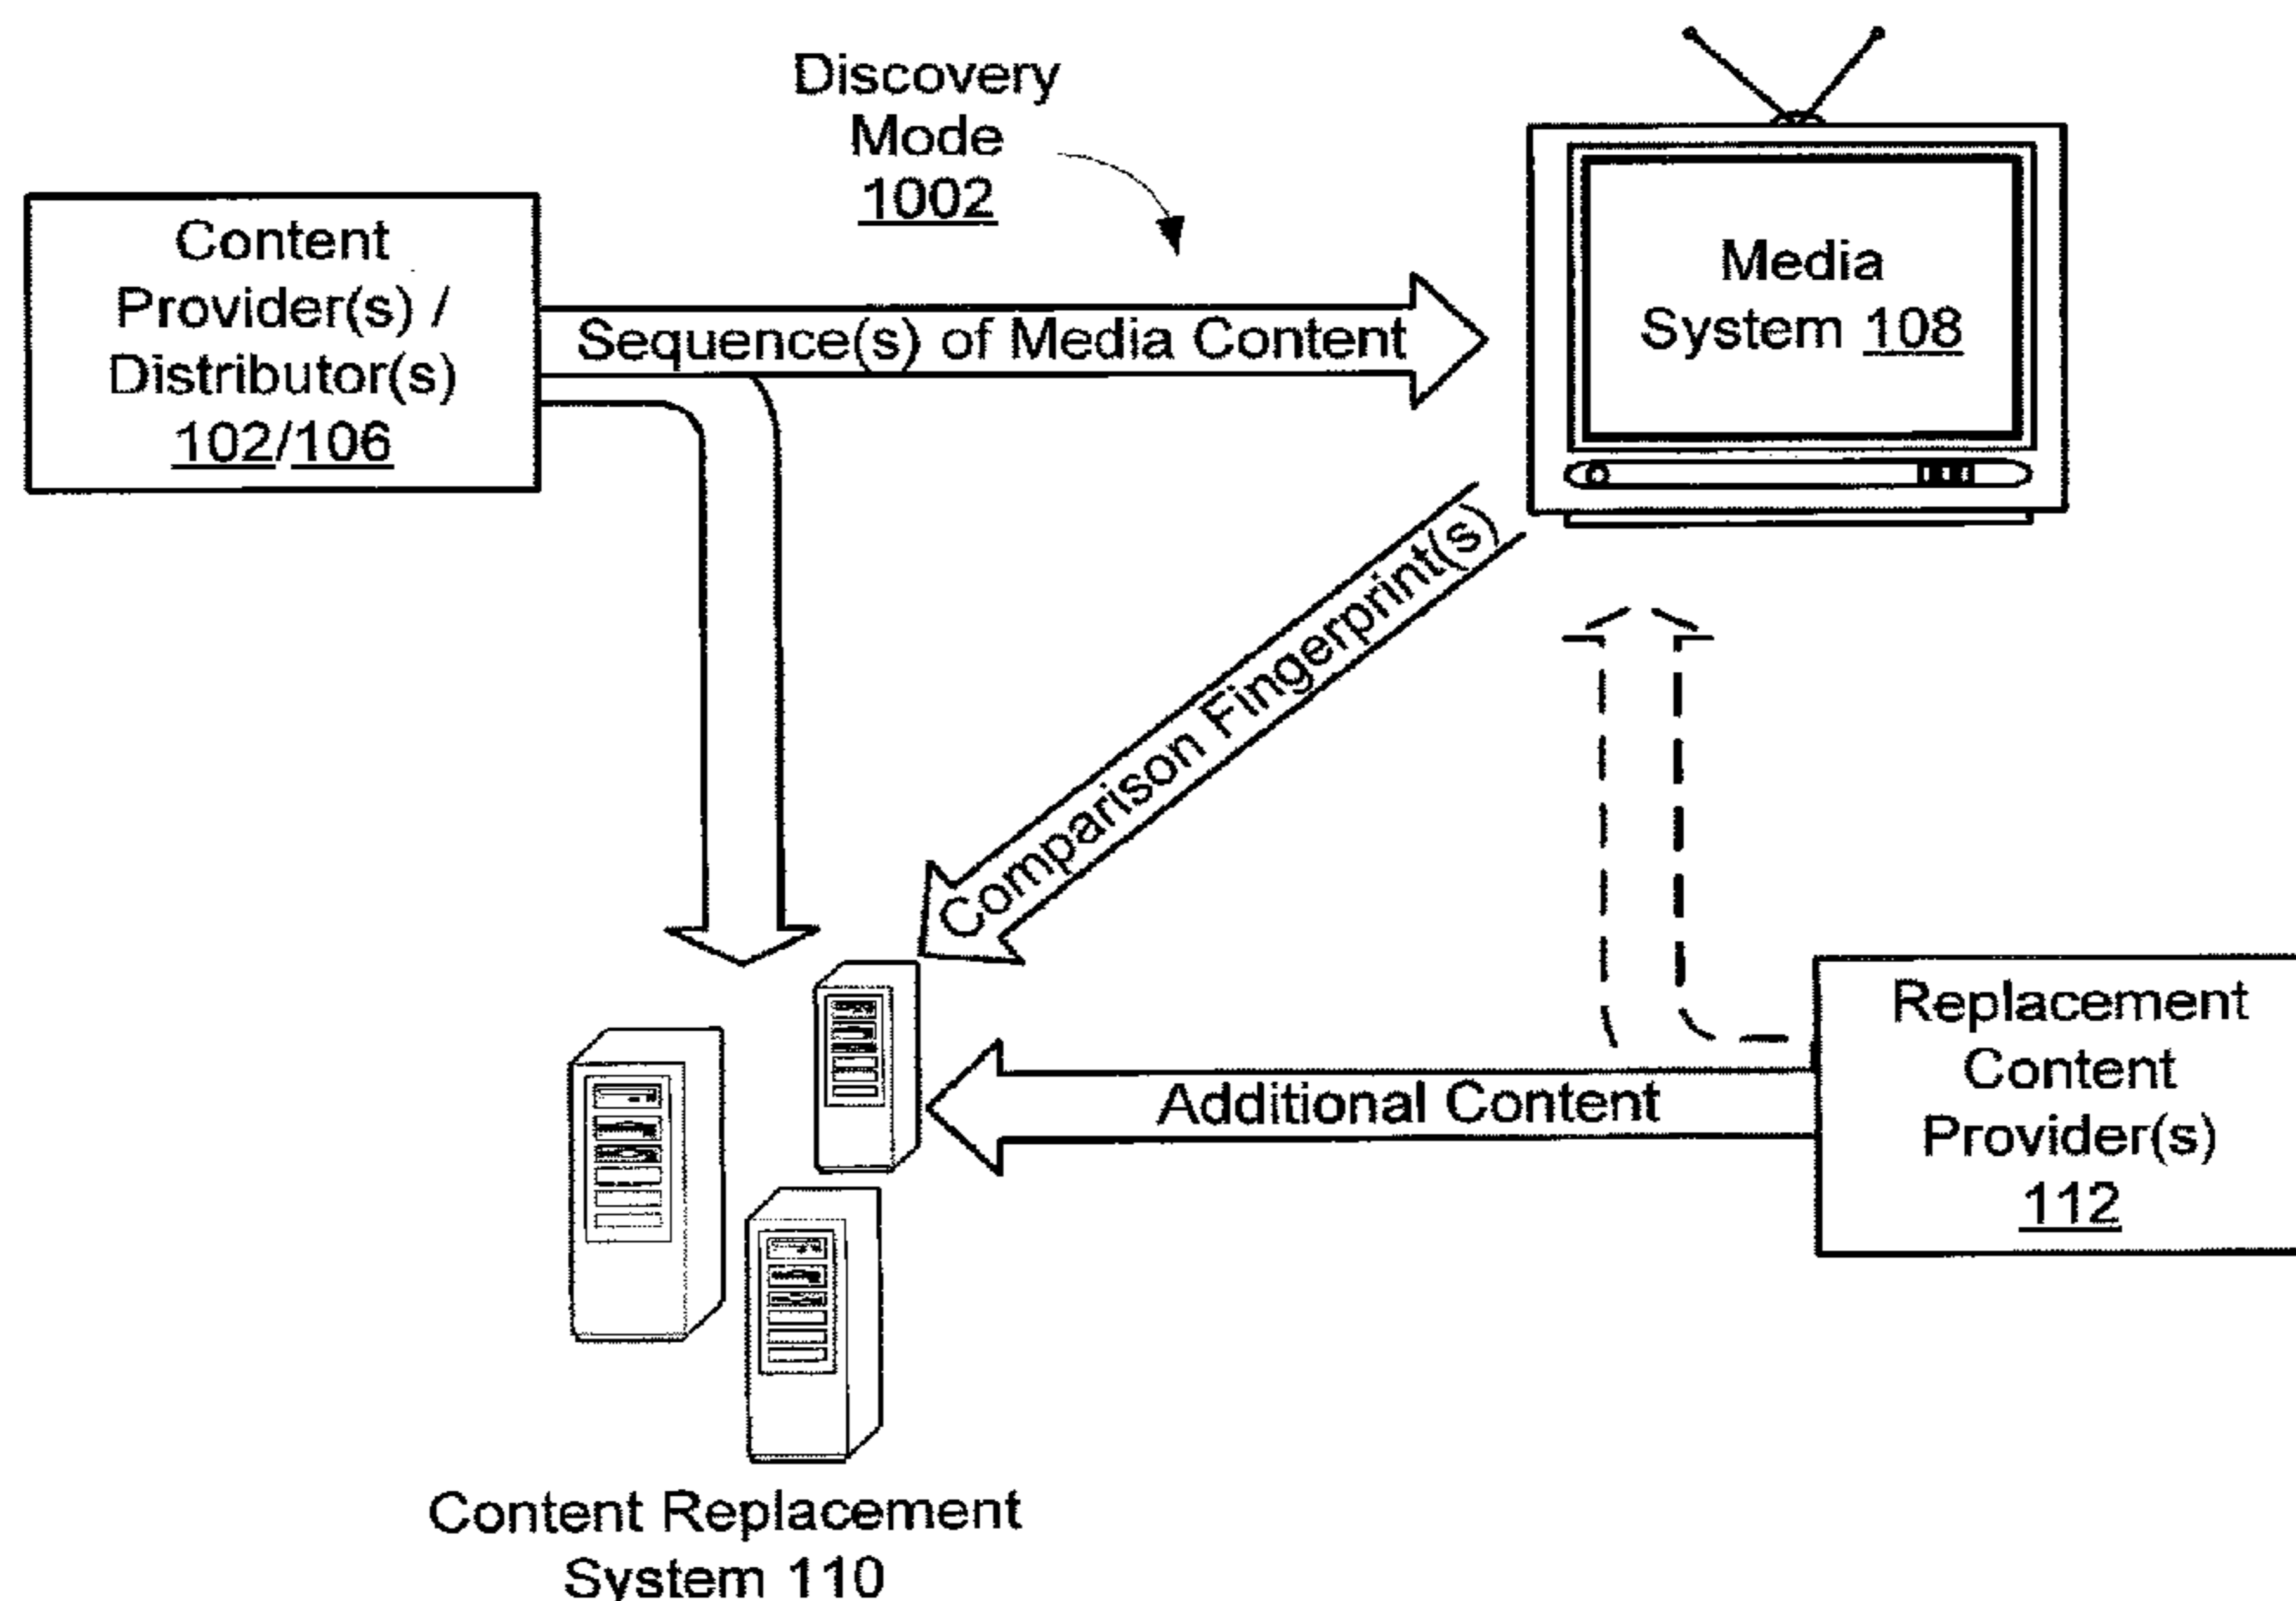 Discovery
Mode
1002
Content
Provider(s) /
Distributor(s)
102/106
Sequence(s) of Media Content
Media
System 108
Comparison Fingerprint(s)
Replacement
Content
Provider(s)
112
Additional Content
Content Replacement
System 110